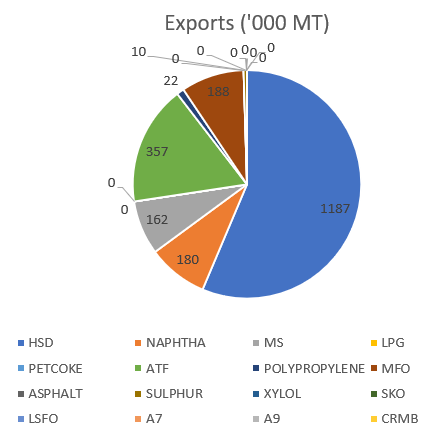 Exports ('000 MT)
10 0 0 0 0 0 0 0
22
188
357
0
0
162
180
1187
HSD NAPHTHA MS LPG
PETCOKE ATF POLYPROPYLENE MFO
ASPHALT SULPHUR XYLOL SKO
LSFO A7 A9 CRMB